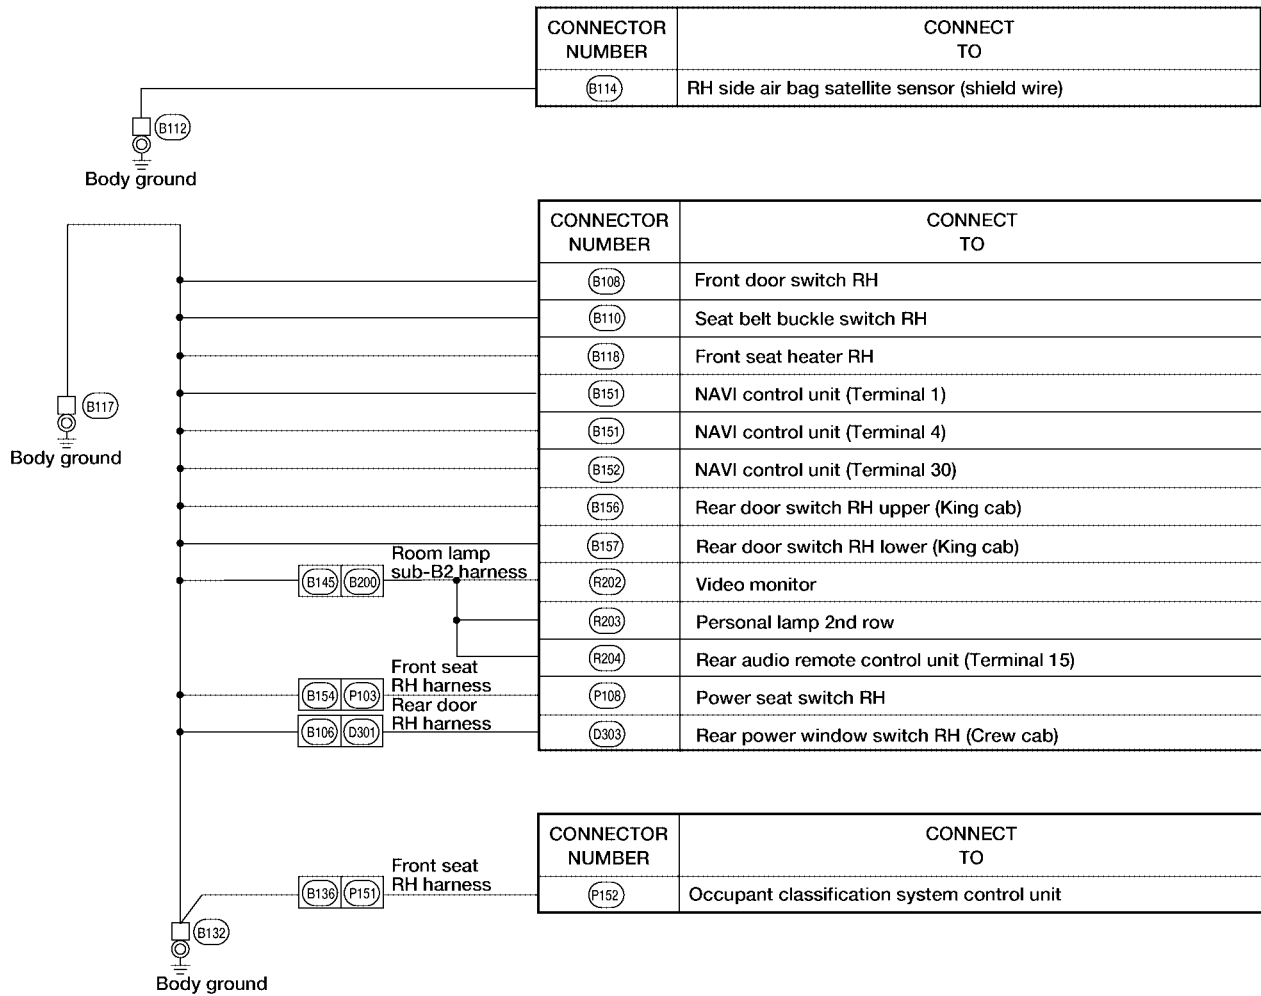 CONNECTOR NUMBER CONNECT TO
B114 RH side air bag satellite sensor (shield wire)
B112
Body ground
CONNECTOR NUMBER CONNECT TO
B108 Front door switch RH
B110 Seat belt buckle switch RH
B118 Front seat heater RH
B151 NAVI control unit (Terminal 1)
B117
B151 NAVI control unit (Terminal 4)
Body ground
B152 NAVI control unit (Terminal 30)
B156 Rear door switch RH upper (King cab)
B157 Rear door switch RH lower (King cab)
Room lamp
sub-B2 harness
B145 B200 R202 Video monitor
R203 Personal lamp 2nd row
R204 Rear audio remote control unit (Terminal 15)
Front seat
RH harness
B154 P103 P108 Power seat switch RH
Rear door
RH harness
B106 D301 D303 Rear power window switch RH (Crew cab)
CONNECTOR NUMBER CONNECT TO
Front seat
RH harness
B136 P151 P152 Occupant classification system control unit
B132
Body ground